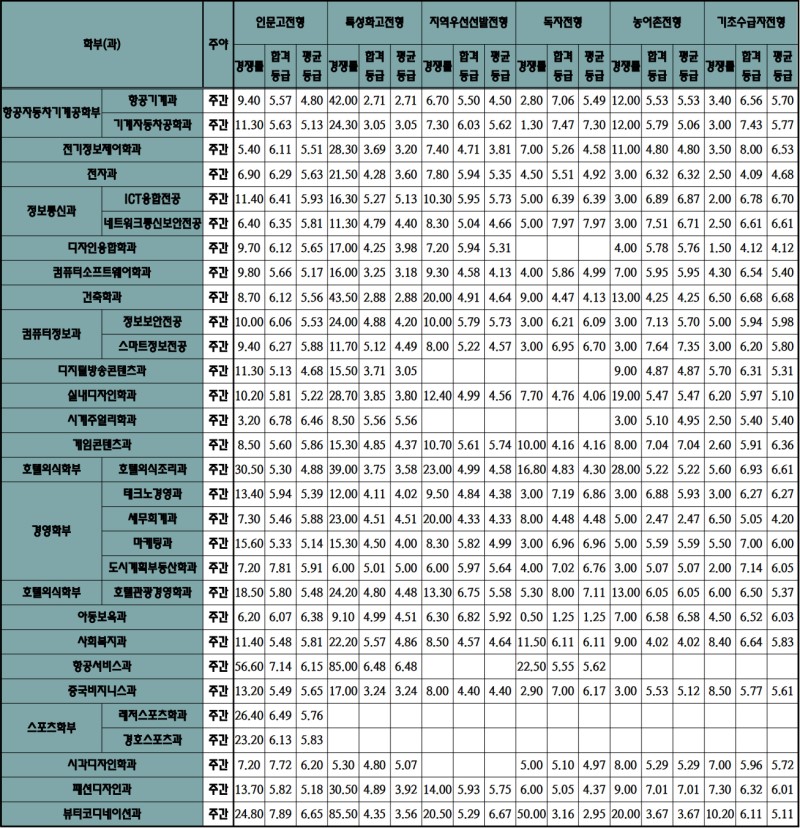 학부(과) 주야 인문고전형 특성화고전형 지역우선선발전형 독자전형 농어촌전형 기초수급자전형
경쟁률 합격등급 평균등급 경쟁률 합격등급 평균등급 경쟁률 합격등급 평균등급 경쟁률 합격등급 평균등급 경쟁률 합격등급 평균등급 경쟁률 합격등급 평균등급
항공자동차기계공학부 항공기계과 주간 9.40 5.57 4.80 42.00 2.71 2.71 6.70 5.50 4.50 2.80 7.06 5.49 12.00 5.53 5.53 3.40 6.56 5.70
기계자동차공학과 주간 11.30 5.63 5.13 24.30 3.05 3.05 7.30 6.03 5.62 1.30 7.47 7.30 12.00 5.79 5.06 3.00 7.43 5.77
전기정보제어학과 주간 5.40 6.11 5.51 28.30 3.69 3.20 7.40 4.71 3.81 7.00 5.26 4.58 11.00 4.80 4.80 3.50 8.00 6.53
전자과 주간 6.90 6.29 5.63 21.50 4.28 3.60 7.80 5.94 5.35 4.50 5.51 4.92 3.00 6.32 6.32 2.50 4.09 4.68
정보통신과 ICT융합전공 주간 11.40 6.41 5.93 16.30 5.27 5.13 10.30 5.95 5.73 5.00 6.39 6.39 3.00 6.89 6.87 2.00 6.78 6.70
네트워크통신보안전공 주간 6.40 6.35 5.81 11.30 4.79 4.40 8.30 5.04 4.66 5.00 7.97 7.97 3.00 7.51 6.71 2.50 6.61 6.61
디자인융합학과 주간 9.70 6.12 5.65 17.00 4.25 3.98 7.20 5.94 5.31 4.00 5.78 5.76 1.50 4.12 4.12
컴퓨터소프트웨어학과 주간 9.80 5.66 5.17 16.00 3.25 3.18 9.30 4.58 4.13 4.00 5.86 4.99 7.00 5.95 5.95 4.30 6.54 5.40
건축학과 주간 8.70 6.12 5.56 43.50 2.88 2.88 20.00 4.91 4.64 9.00 4.47 4.13 13.00 4.25 4.25 6.50 6.68 6.68
컴퓨터정보과 정보보안전공 주간 10.00 6.06 5.53 24.00 4.88 4.20 10.00 5.79 5.73 3.00 6.21 6.09 3.00 7.13 5.70 5.00 5.94 5.98
스마트정보전공 주간 9.40 6.27 5.88 11.70 5.12 4.49 8.00 5.22 4.57 3.00 6.95 6.70 3.00 7.64 7.35 3.00 6.20 5.80
디지털방송콘텐츠과 주간 11.30 5.13 4.68 15.50 3.71 3.05 9.00 4.87 4.87 5.70 6.31 5.31
실내디자인학과 주간 10.20 5.81 5.22 28.70 3.85 3.80 12.40 4.99 4.56 7.70 4.76 4.06 19.00 5.47 5.47 6.20 5.97 5.10
시계주얼리학과 주간 3.20 6.78 6.46 8.50 5.56 5.56 3.00 5.10 4.95 2.50 5.40 5.40
게임콘텐츠과 주간 8.50 5.60 5.86 15.30 4.85 4.37 10.70 5.61 5.74 10.00 4.16 4.16 8.00 7.04 7.04 2.60 5.91 6.36
호텔외식학부 호텔외식조리과 주간 30.50 5.30 4.88 39.00 3.75 3.58 23.00 4.99 4.58 16.80 4.83 4.30 28.00 5.22 5.22 5.60 6.93 6.61
경영학부 테크노경영과 주간 13.40 5.94 5.39 12.00 4.11 4.02 9.50 4.84 4.38 3.00 7.19 6.86 3.00 6.88 5.93 3.00 6.27 6.27
세무회계과 주간 7.30 5.46 5.88 23.00 4.51 4.51 20.00 4.33 4.33 8.00 4.48 4.48 5.00 2.47 2.47 6.50 5.05 4.20
마케팅과 주간 15.60 5.33 5.14 15.30 4.50 4.00 8.30 5.82 4.99 3.00 6.96 6.96 5.00 5.59 5.59 5.50 7.00 6.00
도시계획부동산학과 주간 7.20 7.81 5.91 6.00 5.01 5.00 6.00 5.97 5.64 4.00 7.02 6.76 3.00 5.07 5.07 2.00 7.14 6.05
호텔외식학부 호텔관광경영학과 주간 18.50 5.80 5.48 24.20 4.80 4.48 13.30 6.75 5.58 5.30 8.00 7.11 13.00 6.05 6.05 6.00 6.50 5.37
아동보육과 주간 6.20 6.07 6.38 9.10 4.99 4.51 6.30 6.82 5.92 0.50 1.25 1.25 7.00 6.58 6.58 4.50 6.52 6.03
사회복지과 주간 11.40 5.48 5.81 22.20 5.57 4.86 8.50 4.57 4.64 11.50 6.11 6.11 9.00 4.02 4.02 8.40 6.64 5.83
항공서비스과 주간 56.60 7.14 6.15 85.00 6.48 6.48 22.50 5.55 5.62
중국비지니스과 주간 13.20 5.49 5.65 17.00 3.24 3.24 8.00 4.40 4.40 2.90 7.00 6.17 3.00 5.53 5.12 8.50 5.77 5.61
스포츠학부 레저스포츠학과 주간 26.40 6.49 5.76
경호스포츠과 주간 23.20 6.13 5.83
시각디자인학과 주간 7.20 7.72 6.20 5.30 4.80 5.07 5.00 5.10 4.97 8.00 5.29 5.29 7.00 5.96 5.72
패션디자인과 주간 13.70 5.82 5.18 30.50 4.89 3.92 14.00 5.93 5.75 6.00 5.05 4.37 9.00 7.01 7.01 7.30 6.32 6.01
뷰티코디네이션과 주간 24.80 7.89 6.65 85.50 4.35 3.56 20.50 5.29 6.67 50.00 3.16 2.95 20.00 3.67 3.67 10.20 6.11 5.11